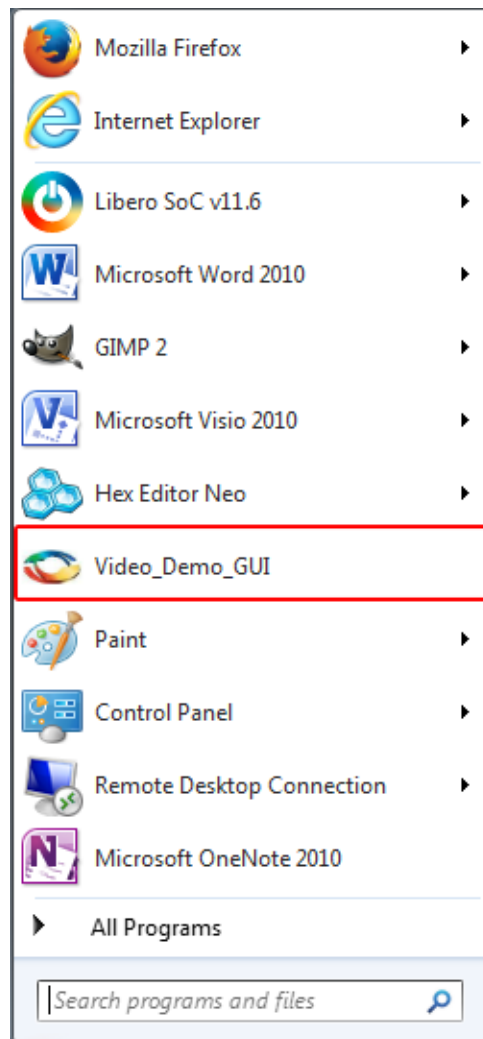 Mozilla Firefox
Internet Explorer
Libero SoC v11.6
Microsoft Word 2010
GIMP 2
Microsoft Visio 2010
Hex Editor Neo
Video_Demo_GUI
Paint
Control Panel
Remote Desktop Connection
Microsoft OneNote 2010
All Programs
Search programs and files